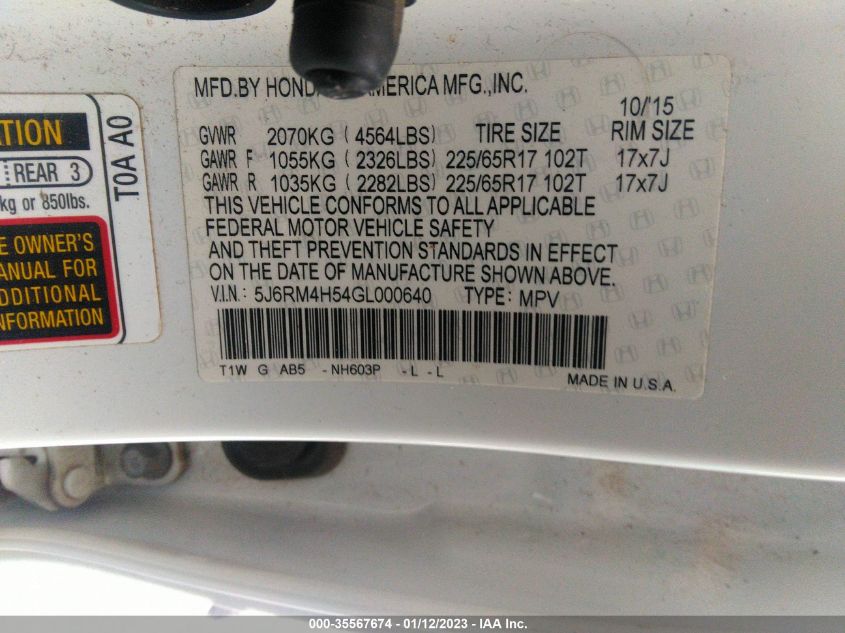 MFD.BY HONDA AMERICA MFG.,INC.
10/'15
GVWR 2070KG ( 4564LBS) TIRE SIZE RIM SIZE
GAWR F 1055KG ( 2326LBS) 225/65R17 102T 17x7J
GAWR R 1035KG ( 2282LBS) 225/65R17 102T 17x7J
THIS VEHICLE CONFORMS TO ALL APPLICABLE
FEDERAL MOTOR VEHICLE SAFETY
AND THEFT PREVENTION STANDARDS IN EFFECT
ON THE DATE OF MANUFACTURE SHOWN ABOVE.
V.I.N.: 5J6RM4H54GL000640 TYPE: MPV
T1W G AB5 -NH603P -L -L
MADE IN U.S.A.
REAR 3
kg or 850lbs.
OWNER'S
FOR
T0A A0
000-35567674 - 01/12/2023 - IAA Inc.